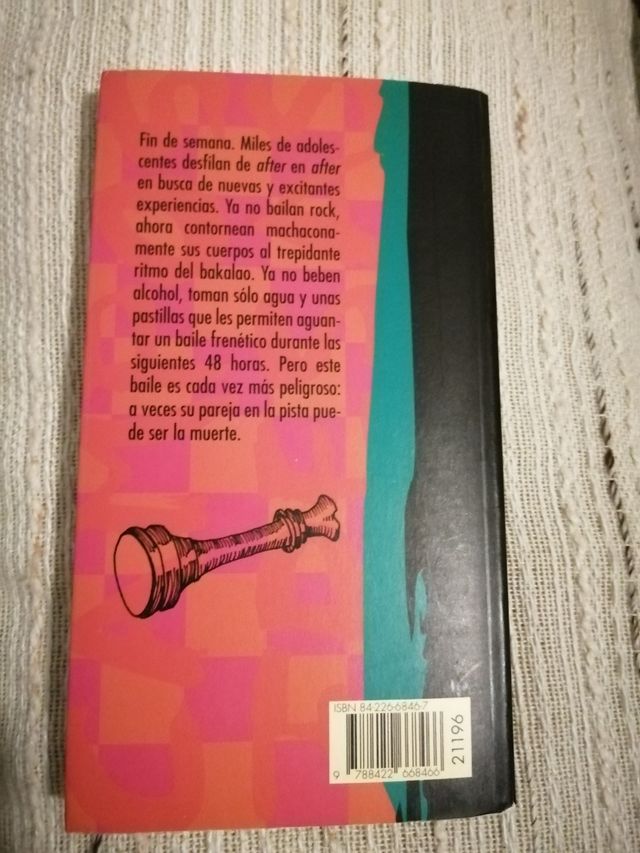 Fin de semana. Miles de adoles-
centes desfilan de after en after
en busca de nuevas y excitantes
experiencias. Ya no bailan rock,
ahora contornean machacona-
mente sus cuerpos al trepidante
ritmo del bakalao. Ya no beben
alcohol, toman sólo agua y unas
pastillas que les permiten aguan-
tar un baile frenético durante las
siguientes 48 horas. Pero este
baile es cada vez más peligroso:
a veces su pareja en la pista pue-
de ser la muerte.
ISBN 84-226-6846-7
9 788422 668466
21196